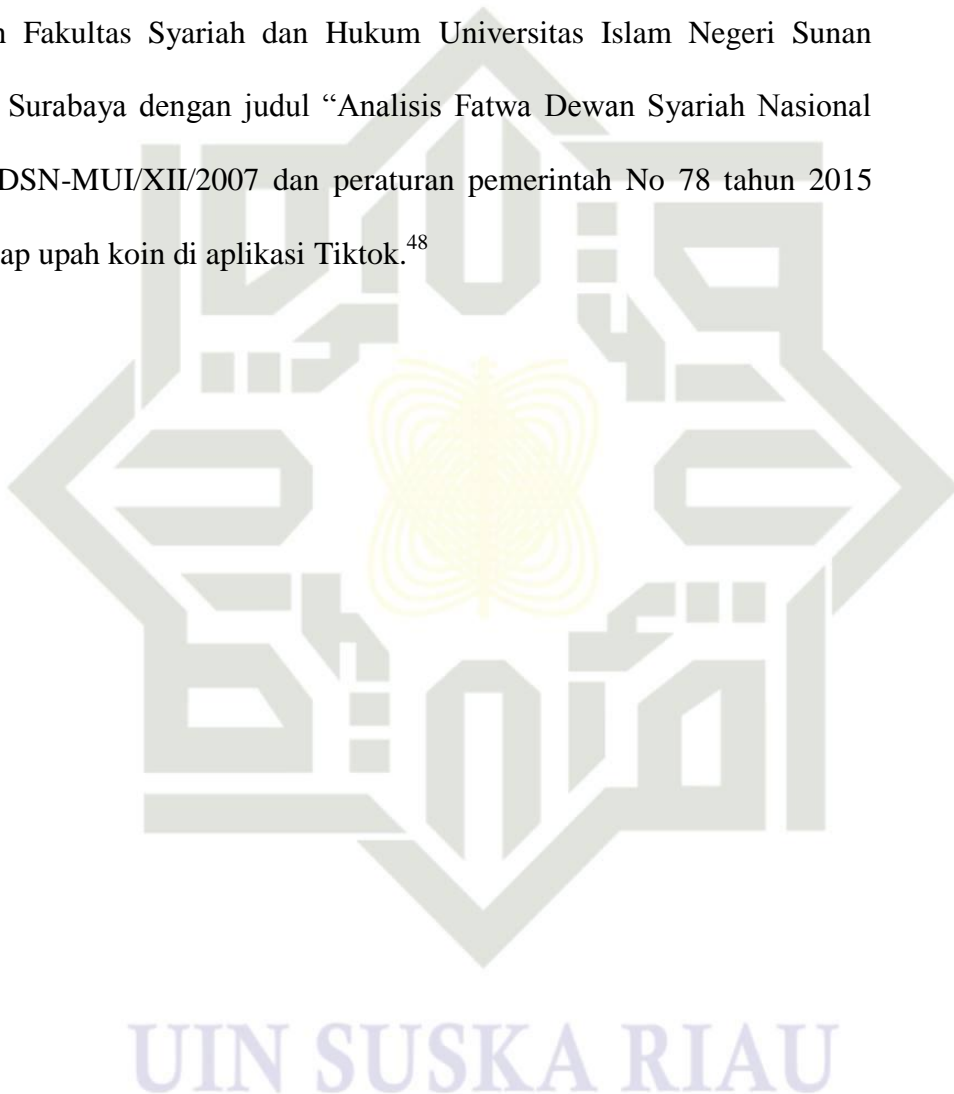 Fakultas Syariah dan Hukum Universitas Islam Negeri Sunan
Surabaya dengan judul “Analisis Fatwa Dewan Syariah Nasional
DSN-MUI/XII/2007 dan peraturan pemerintah No 78 tahun 2015
ap upah koin di aplikasi Tiktok.48
UIN SUSKA RIAU